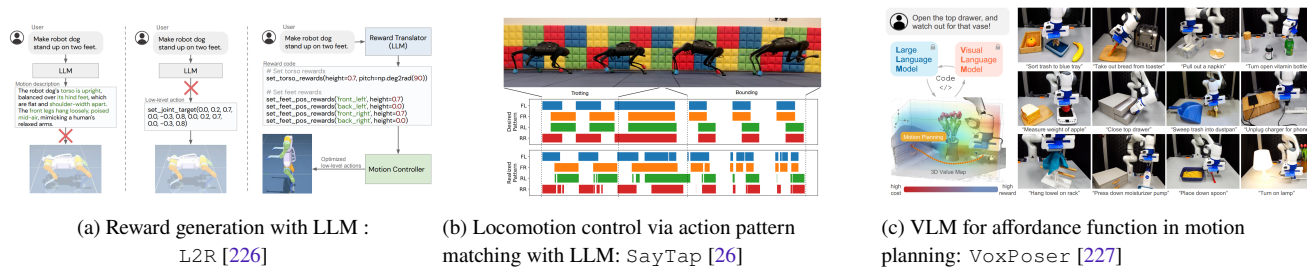 User
Make robot dog
stand up on two feet.
LLM
Motion description
The robot dog's torso is upright,
balanced over its hind feet, which
are flat and shoulder-width apart.
The front legs hang loosely, poised
mid-air, mimicking a human's
relaxed arms.
User
Make robot dog
stand up on two feet.
LLM
Low-level action
set_joint_target(0.0, 0.2, 0.7,
0.0, -0.3, 0.8, 0.0, 0.2, 0.7,
0.0, -0.3, 0.8)
User
Make robot dog
stand up on two feet.
Reward Translator
(LLM)
Reward code
# Set torso rewards
set_torso_rewards(height=0.7, pitch=np.deg2rad(90))
# Set feet rewards
set_feet_pos_rewards('front_left', height=0.7)
set_feet_pos_rewards('back_left', height=0.0)
set_feet_pos_rewards('front_right', height=0.7)
set_feet_pos_rewards('back_right', height=0.0)
Optimized
low-level actions
Motion Controller
(a) Reward generation with LLM :
L2R [226]
Trotting
Bounding
Desired
Pattern
FL
FR
RL
RR
Realized
Pattern
FL
FR
RL
RR
(b) Locomotion control via action pattern
matching with LLM: SayTap [26]
Open the top drawer, and
watch out for that vase!
Large
Language
Model
Visual
Language
Model
Code
</>
Motion Planning
3D Value Map
high
cost
high
reward
"Sort trash to blue tray"
"Take out bread from toaster"
"Pull out a napkin"
"Turn open vitamin bottle"
"Measure weight of apple"
"Close top drawer"
"Sweep trash into dustpan"
"Unplug charger for phone"
"Hang towel on rack"
"Press down moisturizer pump"
"Place down spoon"
"Turn on lamp"
(c) VLM for affordance function in motion
planning: VoxPoser [227]